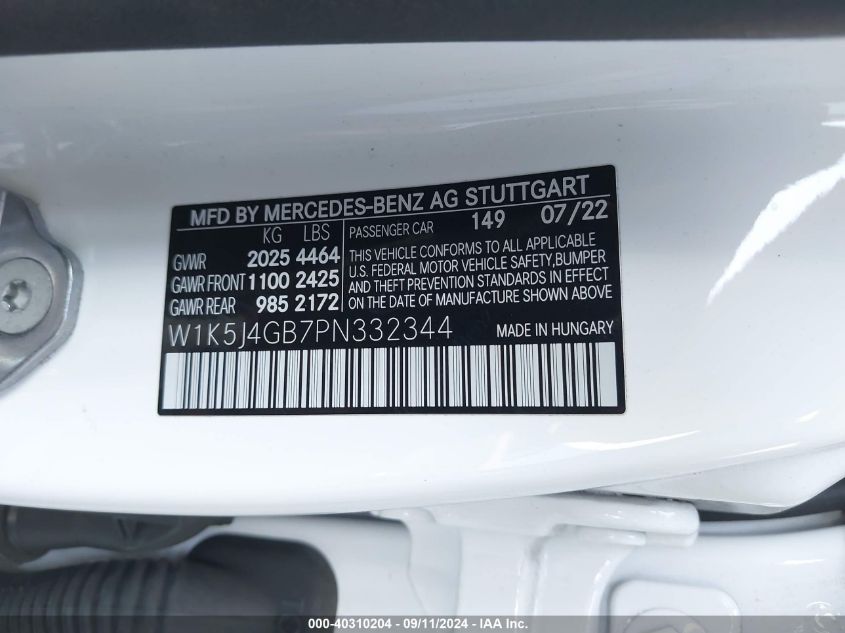 MFD BY MERCEDES-BENZ AG STUTTGART
KG LBS
GVWR 2025 4464
GAWR FRONT 1100 2425
GAWR REAR 985 2172
PASSENGER CAR 149 07/22
THIS VEHICLE CONFORMS TO ALL APPLICABLE
U.S. FEDERAL MOTOR VEHICLE SAFETY,BUMPER
AND THEFT PREVENTION STANDARDS IN EFFECT
ON THE DATE OF MANUFACTURE SHOWN ABOVE
W1K5J4GB7PN332344
MADE IN HUNGARY
000-40310204 - 09/11/2024 - IAA Inc.